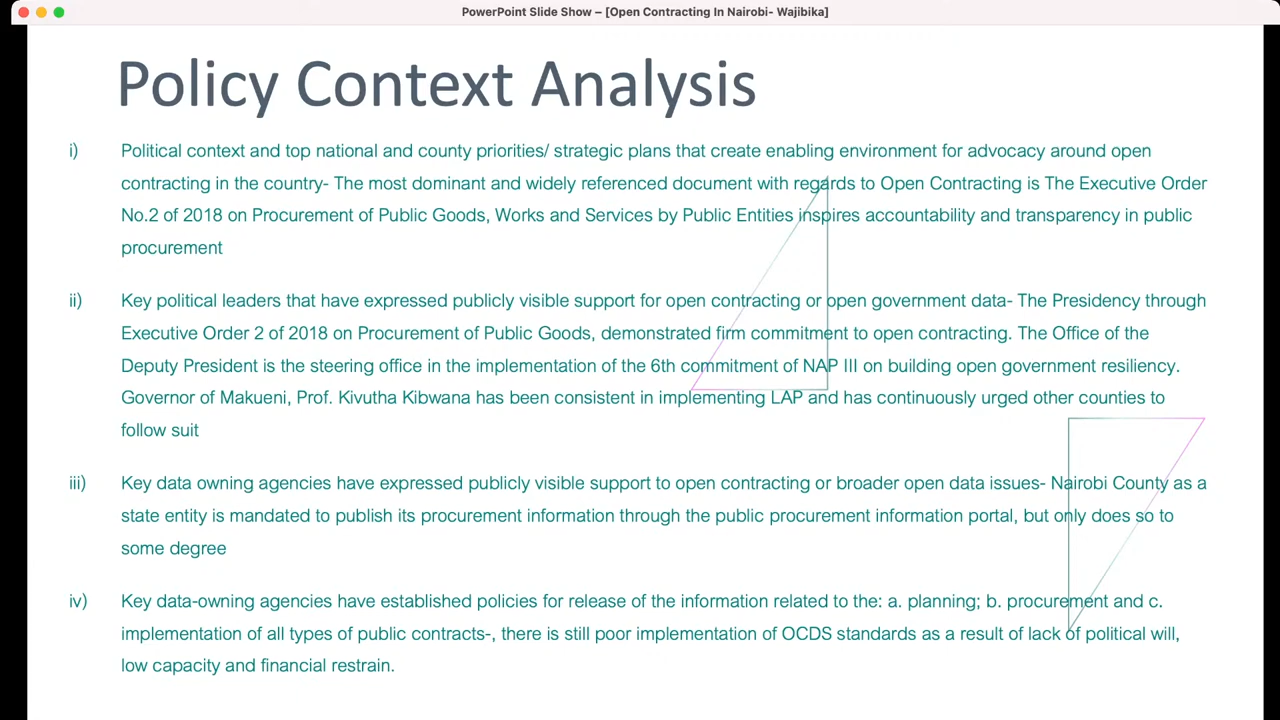 PowerPoint Slide Show – [Open Contracting In Nairobi- Wajibika]
Policy Context Analysis
i) Political context and top national and county priorities/ strategic plans that create enabling environment for advocacy around open
contracting in the country- The most dominant and widely referenced document with regards to Open Contracting is The Executive Order
No.2 of 2018 on Procurement of Public Goods, Works and Services by Public Entities inspires accountability and transparency in public
procurement
ii) Key political leaders that have expressed publicly visible support for open contracting or open government data- The Presidency through
Executive Order 2 of 2018 on Procurement of Public Goods, demonstrated firm commitment to open contracting. The Office of the
Deputy President is the steering office in the implementation of the 6th commitment of NAP III on building open government resiliency.
Governor of Makueni, Prof. Kivutha Kibwana has been consistent in implementing LAP and has continuously urged other counties to
follow suit
iii) Key data owning agencies have expressed publicly visible support to open contracting or broader open data issues- Nairobi County as a
state entity is mandated to publish its procurement information through the public procurement information portal, but only does so to
some degree
iv) Key data-owning agencies have established policies for release of the information related to the: a. planning; b. procurement and c.
implementation of all types of public contracts-, there is still poor implementation of OCDS standards as a result of lack of political will,
low capacity and financial restrain.